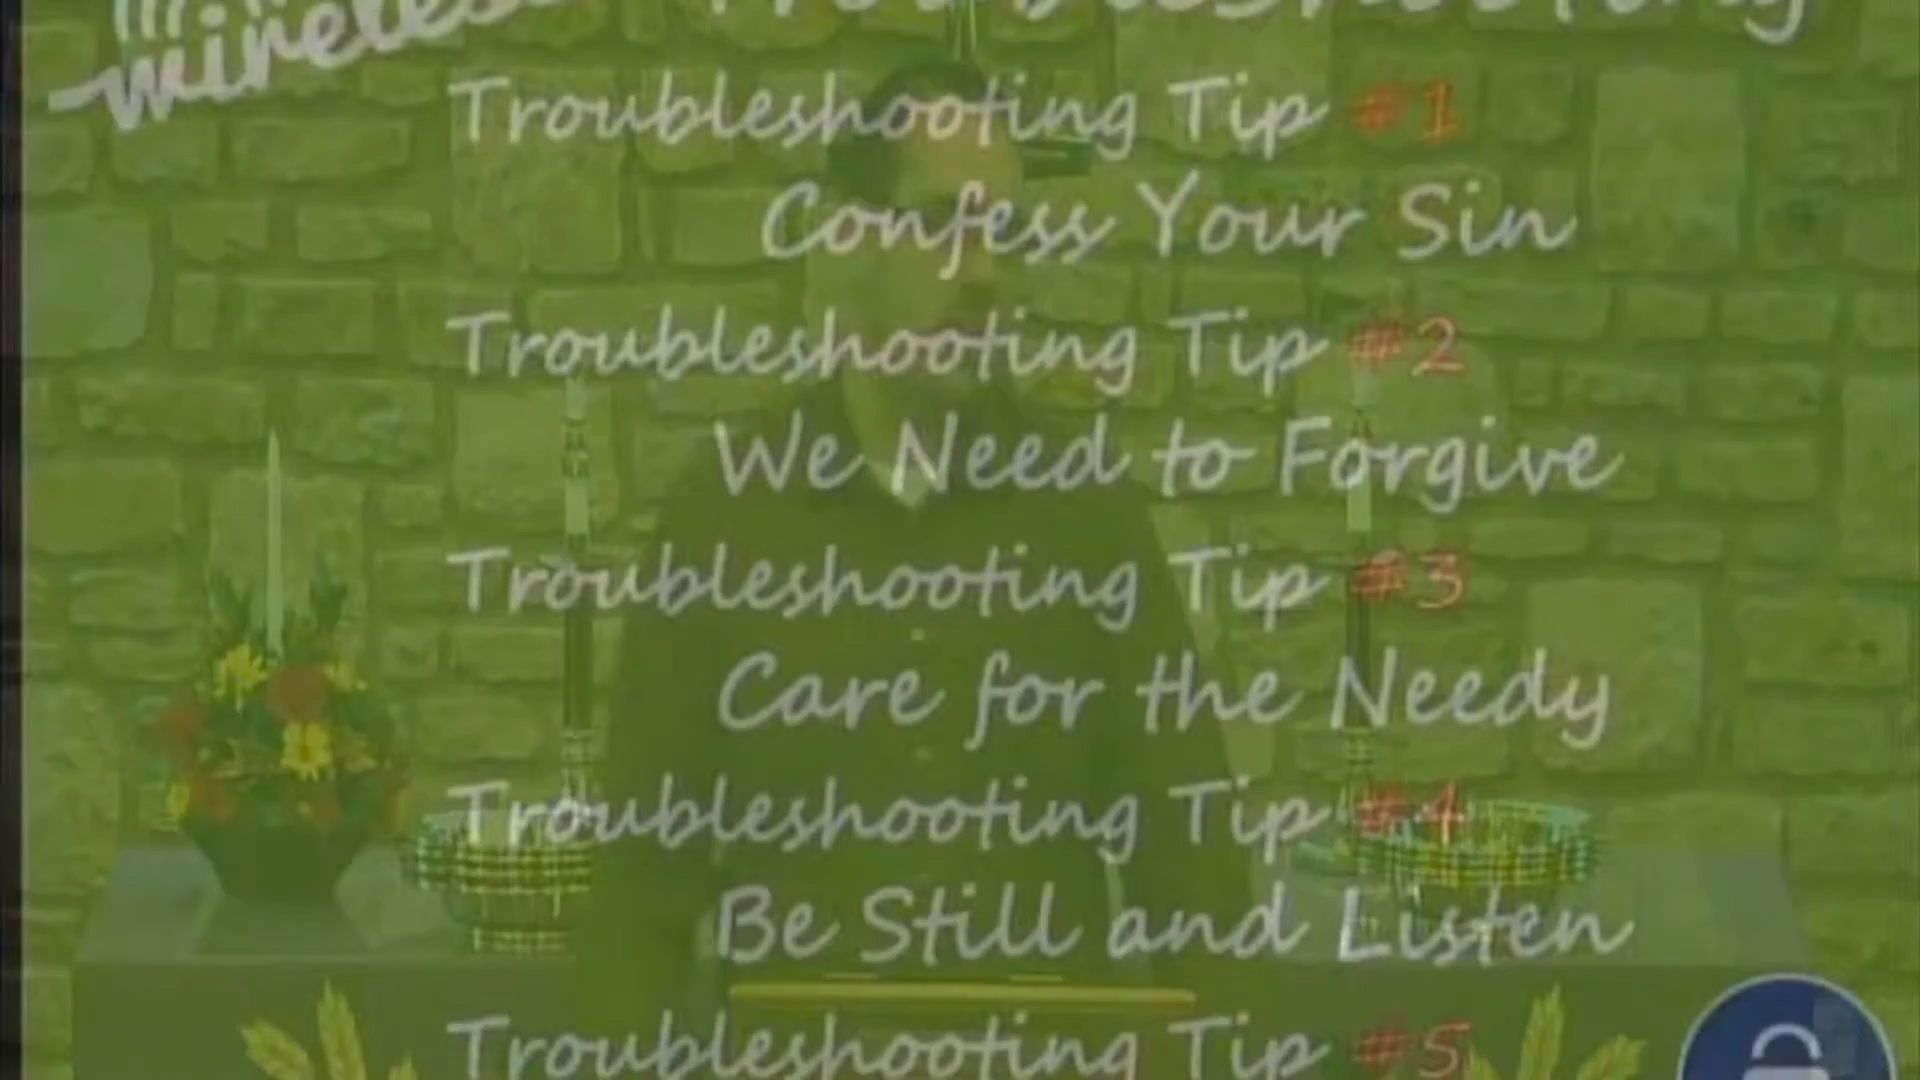 wireless Troubleshooting
Troubleshooting Tip #1
Confess Your Sin
Troubleshooting Tip #2
We Need to Forgive
Troubleshooting Tip #3
Care for the Needy
Troubleshooting Tip #4
Be Still and Listen
Troubleshooting Tip #5